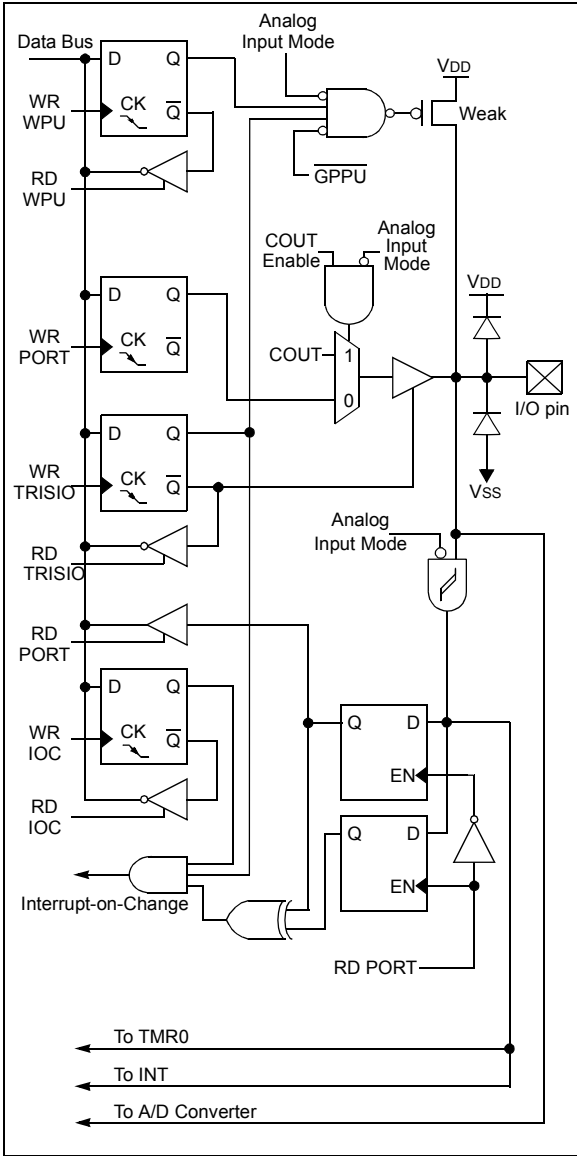 Analog
Input Mode
Data Bus
D Q
VDD
WR
WPU
CK
Q
Weak
RD
WPU
GPPU
COUT
Enable
Analog
Input
Mode
D Q
VDD
WR
PORT
CK
Q
COUT
1
0
I/O pin
D Q
WR
TRISIO
CK
Q
VSS
Analog
Input Mode
RD
TRISIO
RD
PORT
D Q
Q D
WR
IOC
CK
Q
EN
RD
IOC
Q D
EN
Interrupt-on-Change
RD PORT
To TMR0
To INT
To A/D Converter